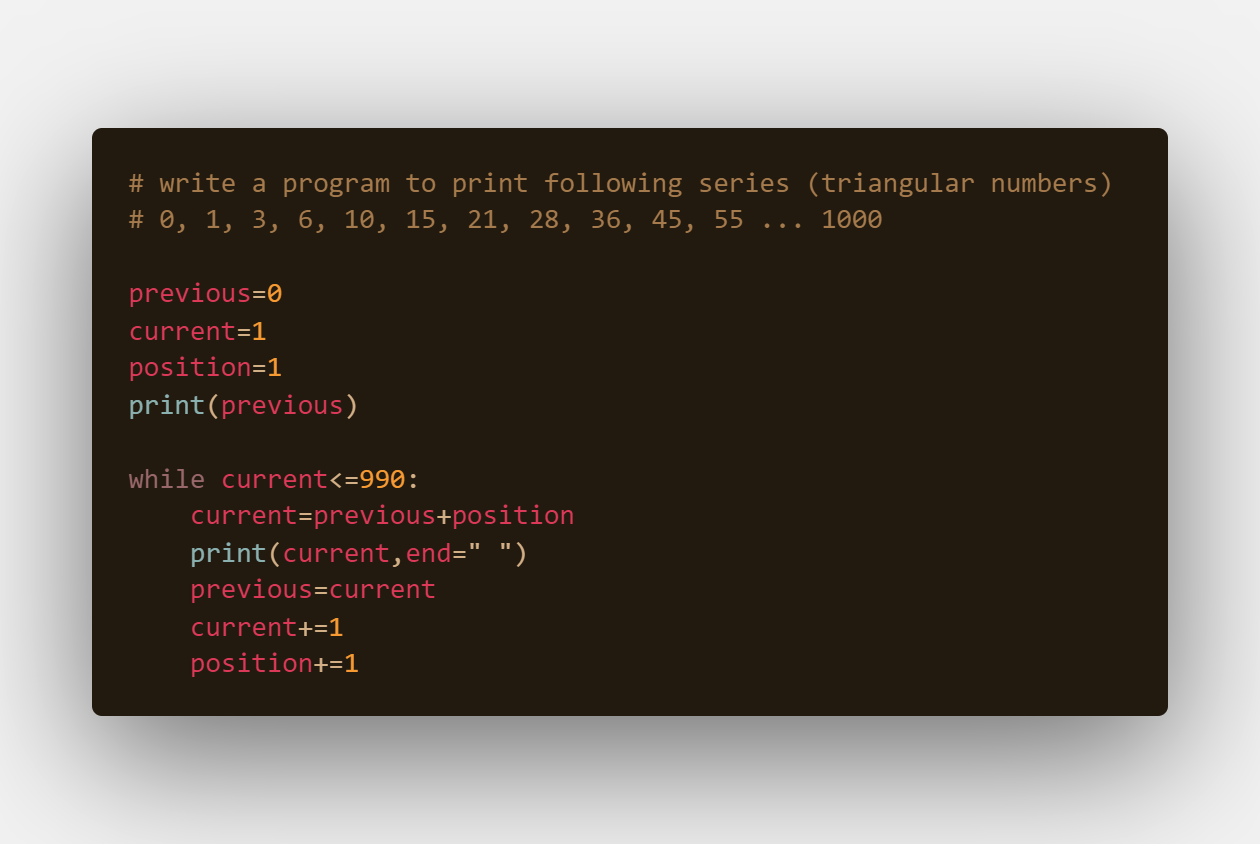 # write a program to print following series (triangular numbers)
# 0, 1, 3, 6, 10, 15, 21, 28, 36, 45, 55 ... 1000

previous=0
current=1
position=1
print(previous)

while current<=990:
    current=previous+position
    print(current,end=" ")
    previous=current
    current+=1
    position+=1